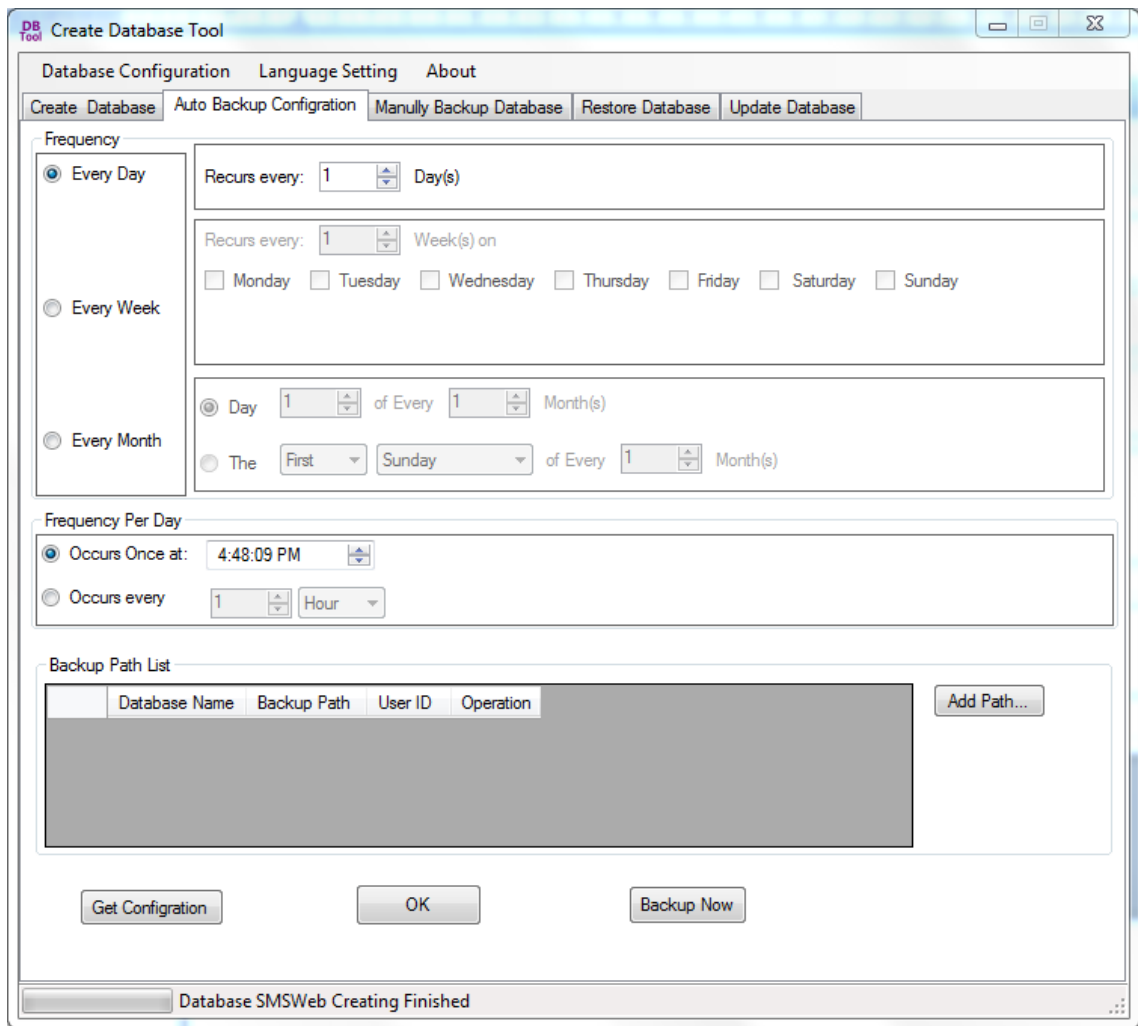 DB Tool Create Database Tool
Database Configuration Language Setting About
Create Database Auto Backup Configration Manully Backup Database Restore Database Update Database
Frequency
Every Day
Recurs every: 1 Day(s)
Recurs every: 1 Week(s) on
Monday Tuesday Wednesday Thursday Friday Saturday Sunday
Every Week
Day 1 of Every 1 Month(s)
Every Month
The First Sunday of Every 1 Month(s)
Frequency Per Day
Occurs Once at: 4:48:09 PM
Occurs every 1 Hour
Backup Path List
Database Name Backup Path User ID Operation
Add Path...
Get Configration OK Backup Now
Database SMSWeb Creating Finished